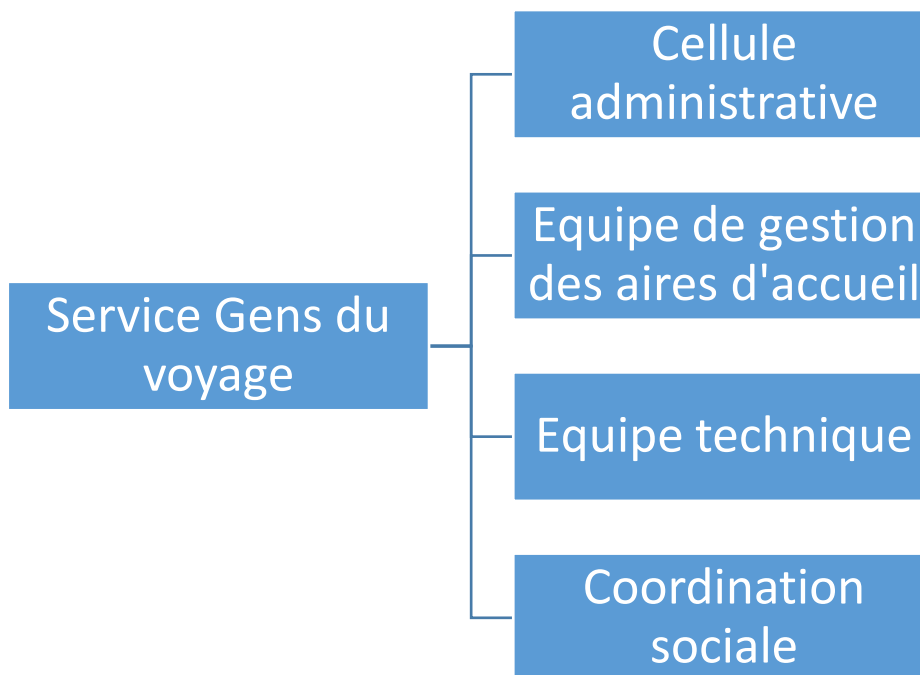 Cellule
administrative
Equipe de gestion
des aires d'accueil
Service Gens du
voyage
Equipe technique
Coordination
sociale